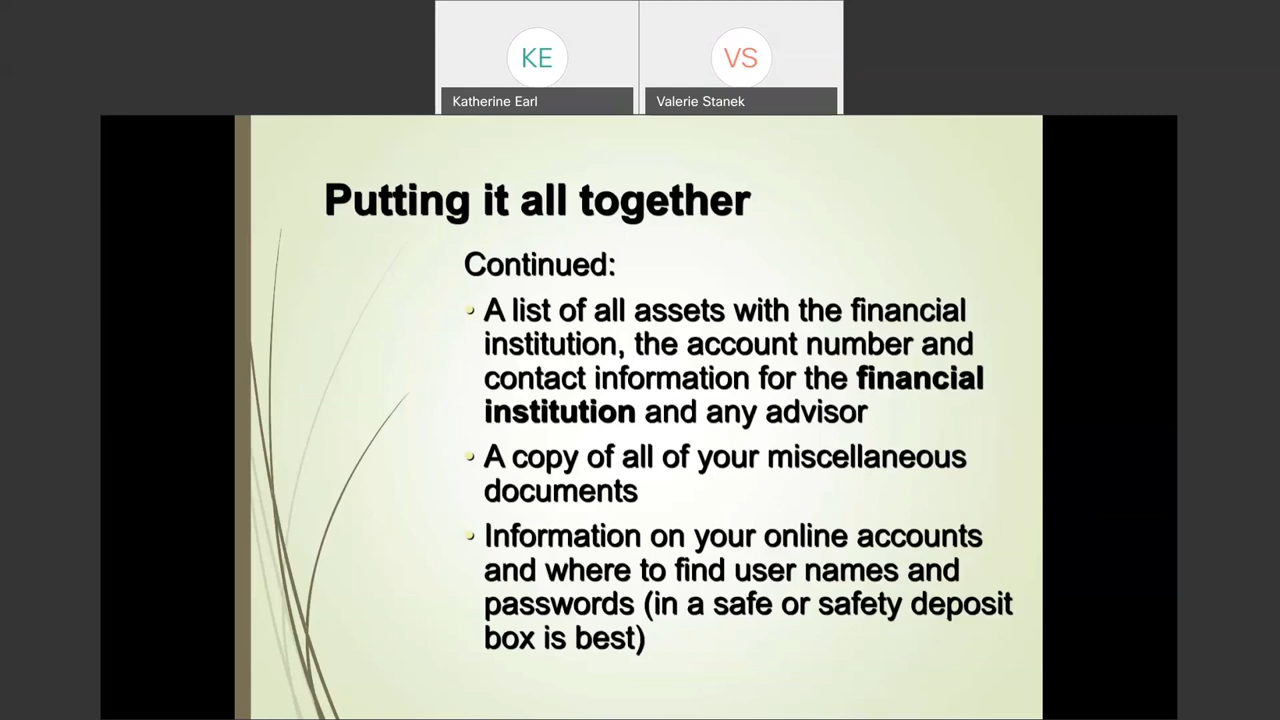 KE
VS
Katherine Earl
Valerie Stanek
Putting it all together
Continued:
• A list of all assets with the financial
institution, the account number and
contact information for the financial
institution and any advisor
• A copy of all of your miscellaneous
documents
• Information on your online accounts
and where to find user names and
passwords (in a safe or safety deposit
box is best)